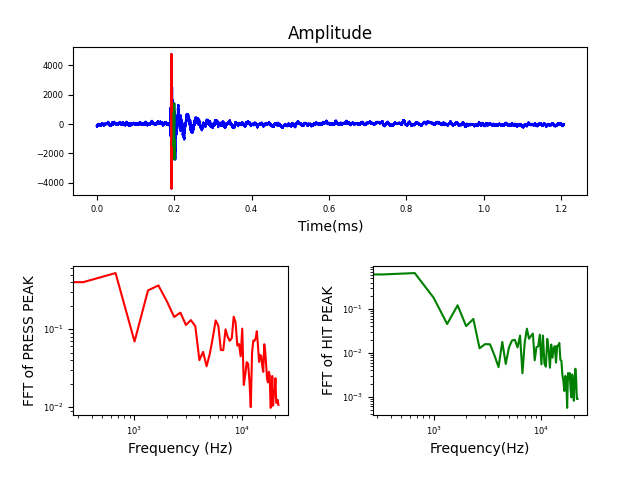 Amplitude
4000
2000
0
−2000
−4000
0.0 0.2 0.4 0.6 0.8 1.0 1.2
Time(ms)
FFT of PRESS PEAK
10⁻¹
10⁻²
10³ 10⁴
Frequency (Hz)
FFT of HIT PEAK
10⁻¹
10⁻²
10⁻³
10³ 10⁴
Frequency(Hz)